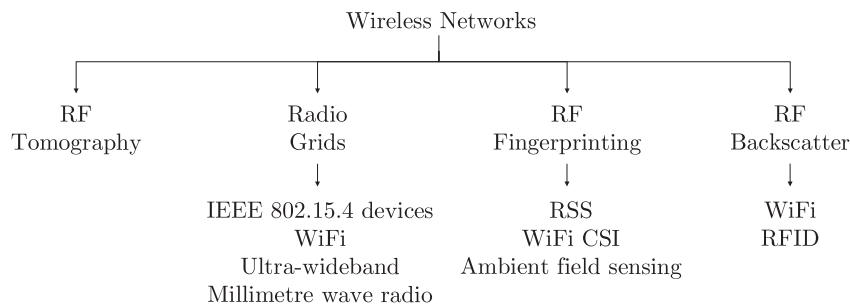 Wireless Networks
RF
Tomography
Radio
Grids
RF
Fingerprinting
RF
Backscatter
IEEE 802.15.4 devices
WiFi
Ultra-wideband
Millimetre wave radio
RSS
WiFi CSI
Ambient field sensing
WiFi
RFID